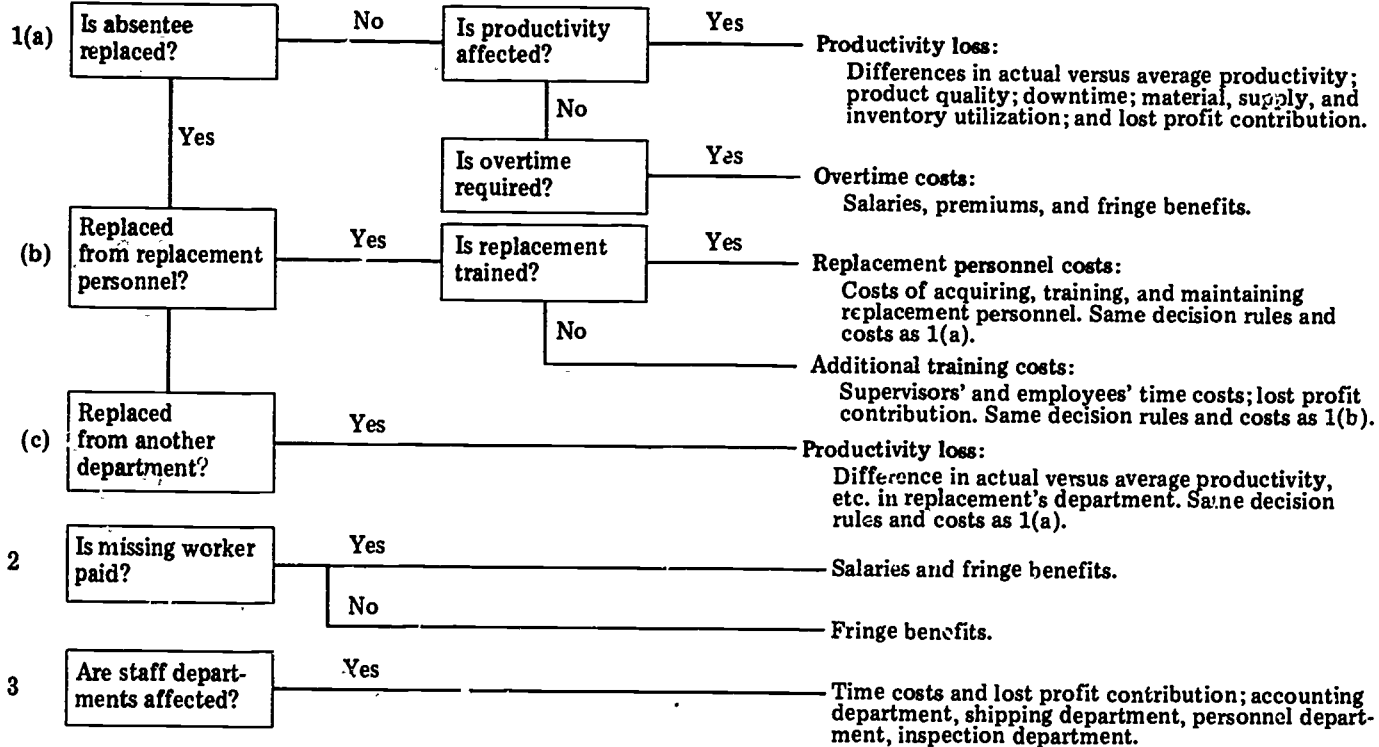 1(a)
Is absentee
replaced?
No
Is productivity
affected?
Yes
Productivity loss:
Differences in actual versus average productivity;
product quality; downtime; material, supply, and
inventory utilization; and lost profit contribution.
No
Yes
Is overtime
required?
Yes
Overtime costs:
Salaries, premiums, and fringe benefits.
(b)
Replaced
from replacement
personnel?
Yes
Is replacement
trained?
Yes
Replacement personnel costs:
Costs of acquiring, training, and maintaining
replacement personnel. Same decision rules and
costs as 1(a).
No
Additional training costs:
Supervisors' and employees' time costs; lost profit
contribution. Same decision rules and costs as 1(b).
(c)
Replaced
from another
department?
Yes
Productivity loss:
Difference in actual versus average productivity,
etc. in replacement's department. Same decision
rules and costs as 1(a).
2
Is missing worker
paid?
Yes
Salaries and fringe benefits.
No
Fringe benefits.
3
Are staff depart-
ments affected?
Yes
Time costs and lost profit contribution; accounting
department, shipping department, personnel depart-
ment, inspection department.